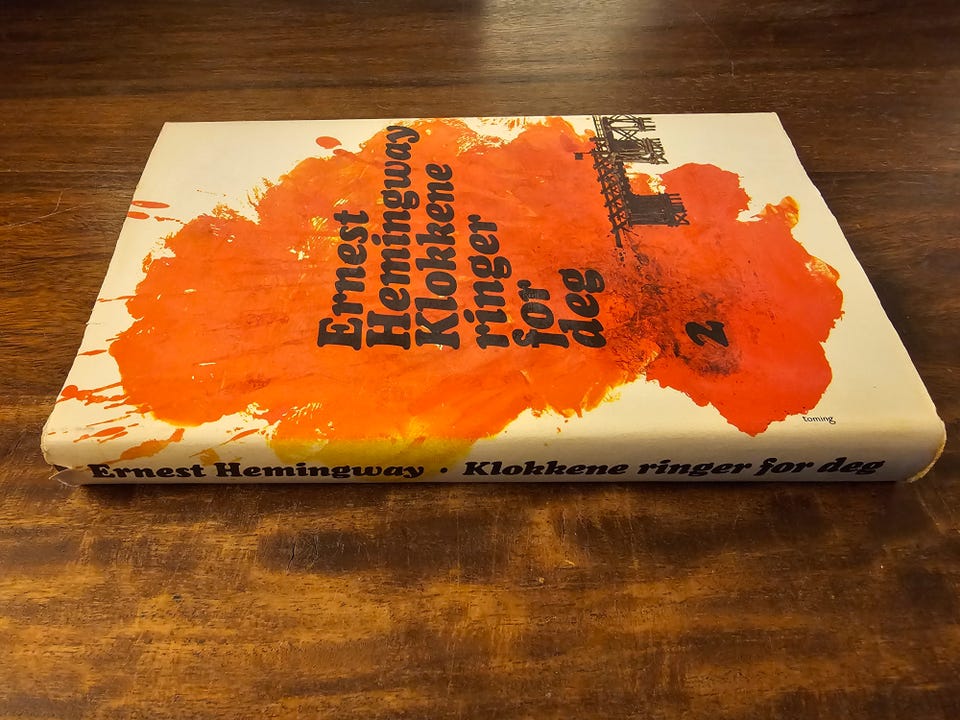 Ernest
Hemingway
Klokkene
ringer
for
deg
2
toming
Ernest Hemingway · Klokkene ringer for deg